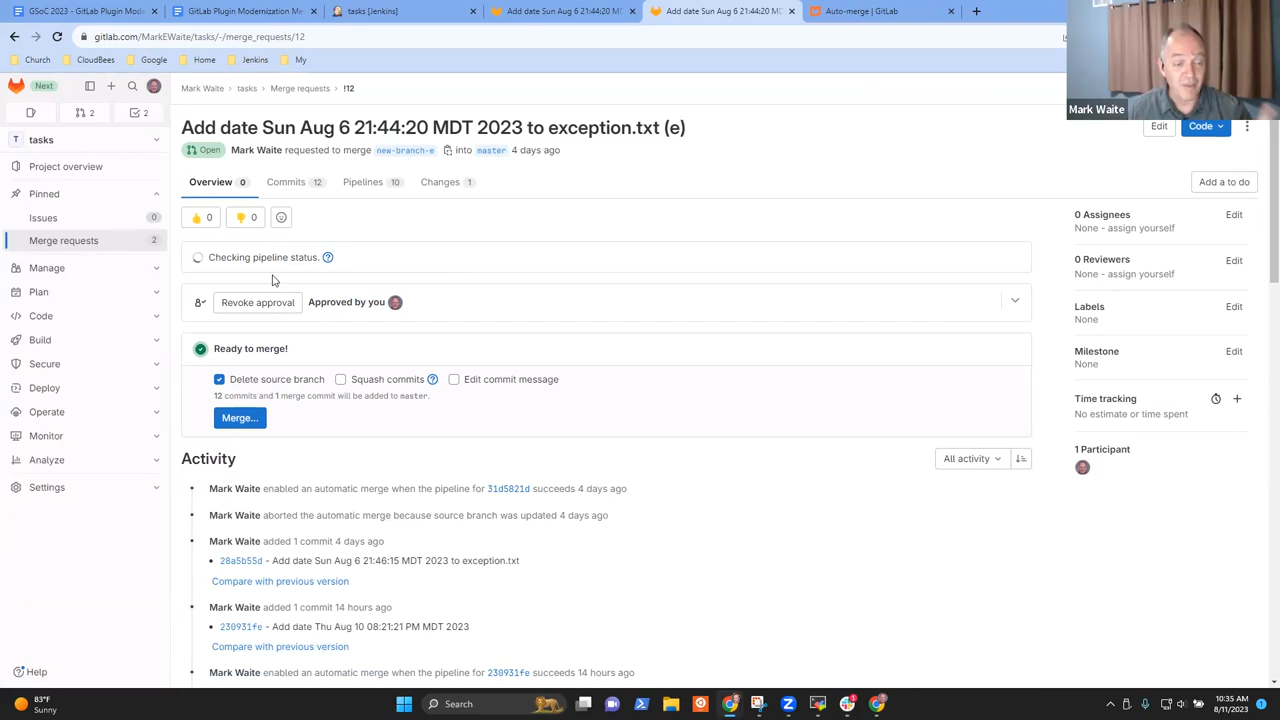 GSoC 2023 - GitLab Plugin Moderni
GitLab Plugin Modernization Me
tasks [Jenkins]
Add date Sun Aug 6 21:44:20 MD
Add date Sun Aug 6 21:44:20 MD
Auto-merge | GitLab
gitlab.com/MarkEWaite/tasks/-/merge_requests/12
Church
CloudBees
Google
Home
Jenkins
My
Mark Waite
Next
2
2
Mark Waite > tasks > Merge requests > !12
Add date Sun Aug 6 21:44:20 MDT 2023 to exception.txt (e)
Edit
Code
Open
Mark Waite requested to merge new-branch-e into master 4 days ago
Overview 0
Commits 12
Pipelines 10
Changes 1
Add a to do
T tasks
Project overview
Pinned
Issues 0
Merge requests 2
Manage
Plan
Code
Build
Secure
Deploy
Operate
Monitor
Analyze
Settings
Help
0
0
Checking pipeline status.
Revoke approval
Approved by you
Ready to merge!
Delete source branch
Squash commits
Edit commit message
12 commits and 1 merge commit will be added to master.
Merge...
Activity
All activity
Mark Waite enabled an automatic merge when the pipeline for 31d5821d succeeds 4 days ago
Mark Waite aborted the automatic merge because source branch was updated 4 days ago
Mark Waite added 1 commit 4 days ago
28a5b55d - Add date Sun Aug 6 21:46:15 MDT 2023 to exception.txt
Compare with previous version
Mark Waite added 1 commit 14 hours ago
230931fe - Add date Thu Aug 10 08:21:21 PM MDT 2023
Compare with previous version
Mark Waite enabled an automatic merge when the pipeline for 230931fe succeeds 14 hours ago
0 Assignees
Edit
None - assign yourself
0 Reviewers
Edit
None - assign yourself
Labels
Edit
None
Milestone
Edit
None
Time tracking
No estimate or time spent
1 Participant
83°F
Sunny
Search
10:35 AM
8/11/2023